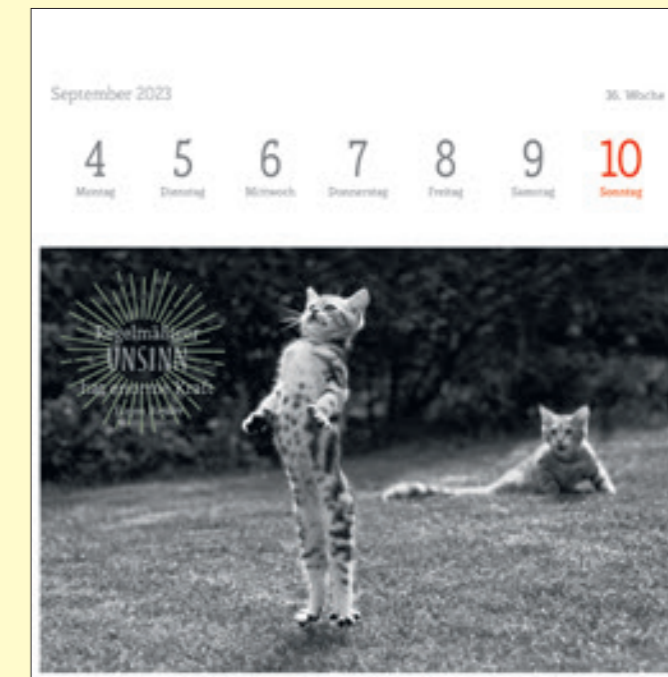 September 2023
36. Woche
4 5 6 7 8 9 10
Montag Dienstag Mittwoch Donnerstag Freitag Samstag Sonntag
Regelmäßiger
UNSINN
hat enorme Kraft